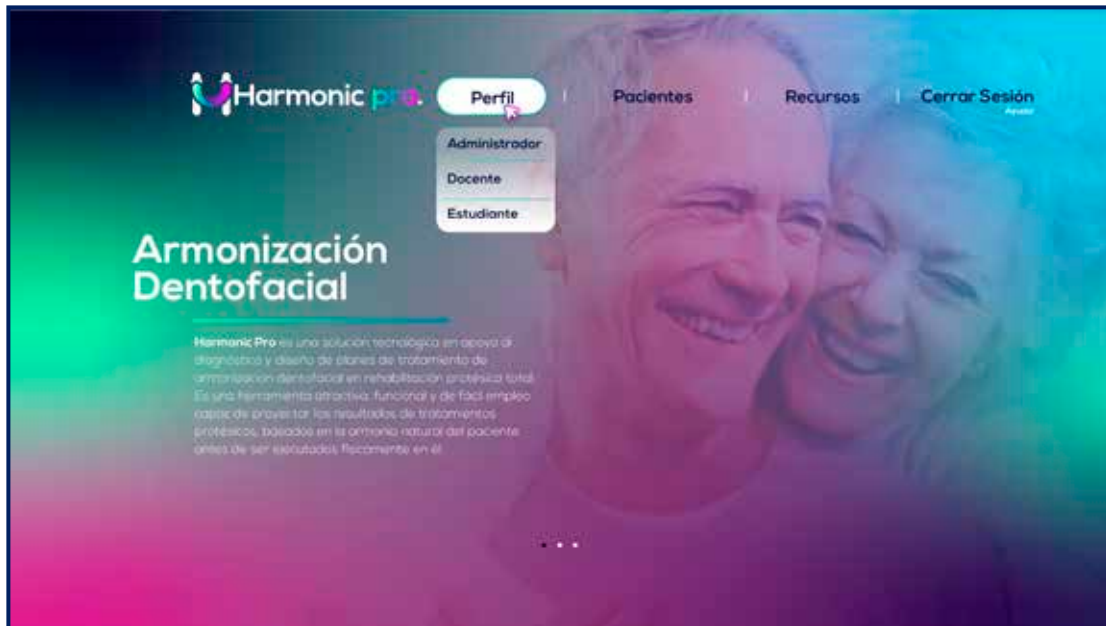 Harmonic pro.
Perfil
Pacientes
Recursos
Cerrar Sesión
Ayuda
Administrador
Docente
Estudiante
Armonización
Dentofacial
Harmonic Pro es una solución tecnológica en apoyo al
diagnóstico y diseño de planes de tratamiento de
armonización dentofacial en rehabilitación protésica total.
Es una herramienta atractiva, funcional y de fácil empleo
capaz de proyectar los resultados de tratamientos
protésicos, basados en la armonía natural del paciente
antes de ser ejecutados físicamente en él.